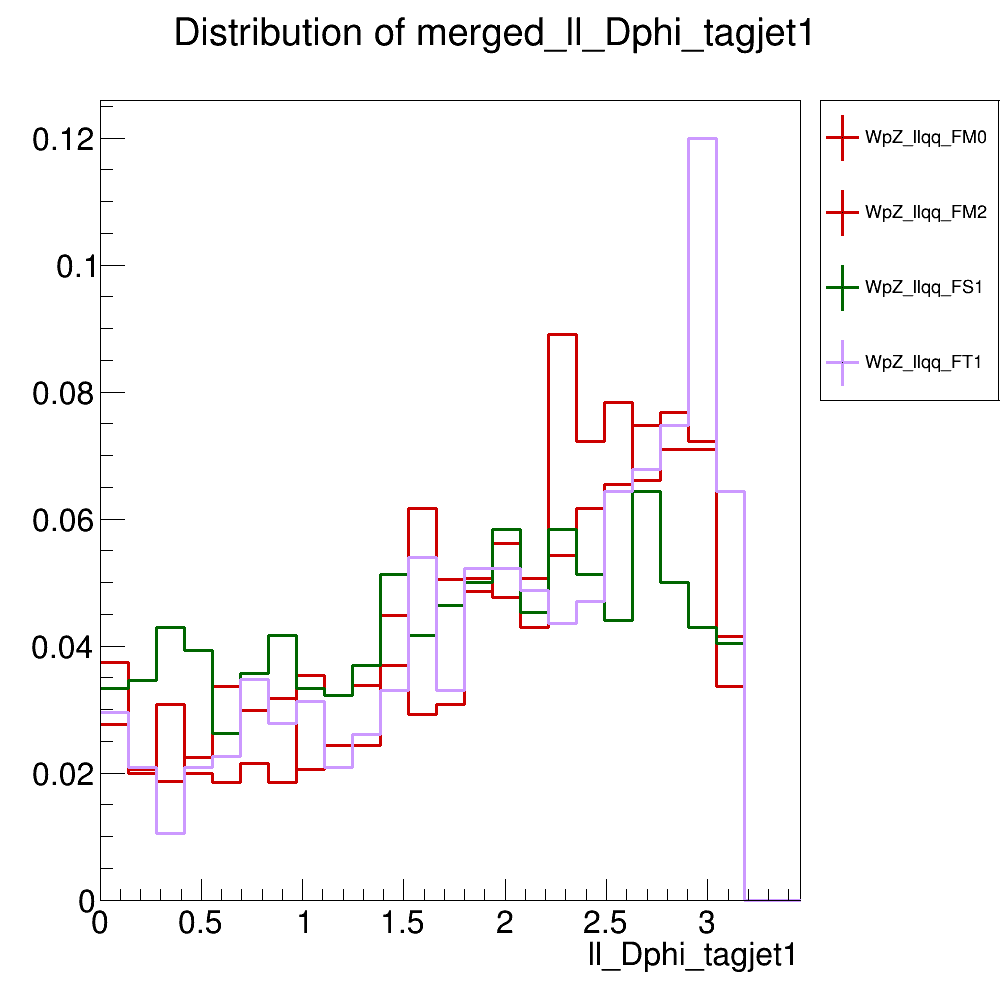 Distribution of merged_ll_Dphi_tagjet1
0.12
0.1
0.08
0.06
0.04
0.02
0
0 0.5 1 1.5 2 2.5 3
ll_Dphi_tagjet1
WpZ_llqq_FM0
WpZ_llqq_FM2
WpZ_llqq_FS1
WpZ_llqq_FT1